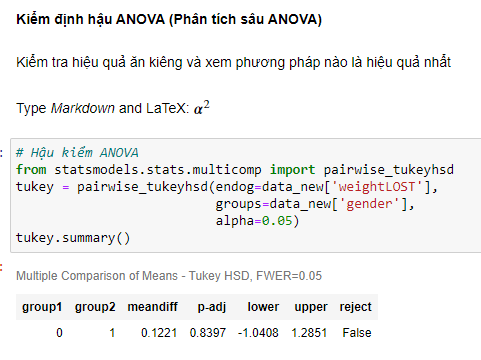 Kiểm định hậu ANOVA (Phân tích sâu ANOVA)
Kiểm tra hiệu quả ăn kiêng và xem phương pháp nào là hiệu quả nhất
Type Markdown and LaTeX: α²
# Hậu kiểm ANOVA
from statsmodels.stats.multicomp import pairwise_tukeyhsd
tukey = pairwise_tukeyhsd(endog=data_new['weightLOST'],
groups=data_new['gender'],
alpha=0.05)
tukey.summary()
Multiple Comparison of Means - Tukey HSD, FWER=0.05
group1 group2 meandiff p-adj lower upper reject
0 1 0.1221 0.8397 -1.0408 1.2851 False